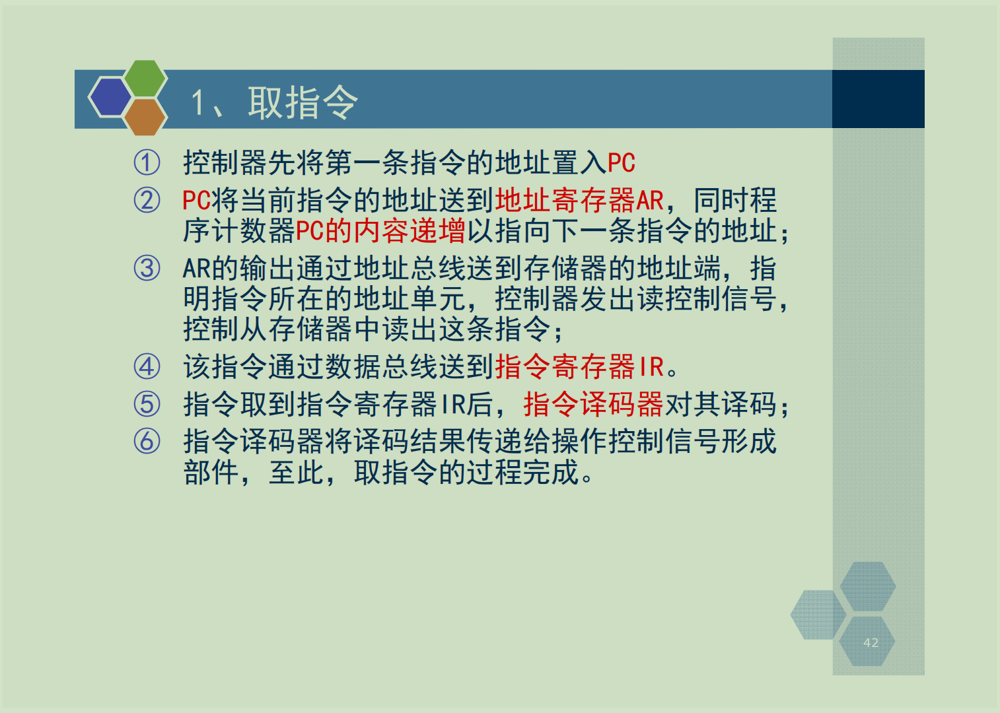 1、取指令
① 控制器先将第一条指令的地址置入PC
② PC将当前指令的地址送到地址寄存器AR，同时程
序计数器PC的内容递增以指向下一条指令的地址；
③ AR的输出通过地址总线送到存储器的地址端，指
明指令所在的地址单元，控制器发出读控制信号，
控制从存储器中读出这条指令；
④ 该指令通过数据总线送到指令寄存器IR。
⑤ 指令取到指令寄存器IR后，指令译码器对其译码；
⑥ 指令译码器将译码结果传递给操作控制信号形成
部件，至此，取指令的过程完成。
42